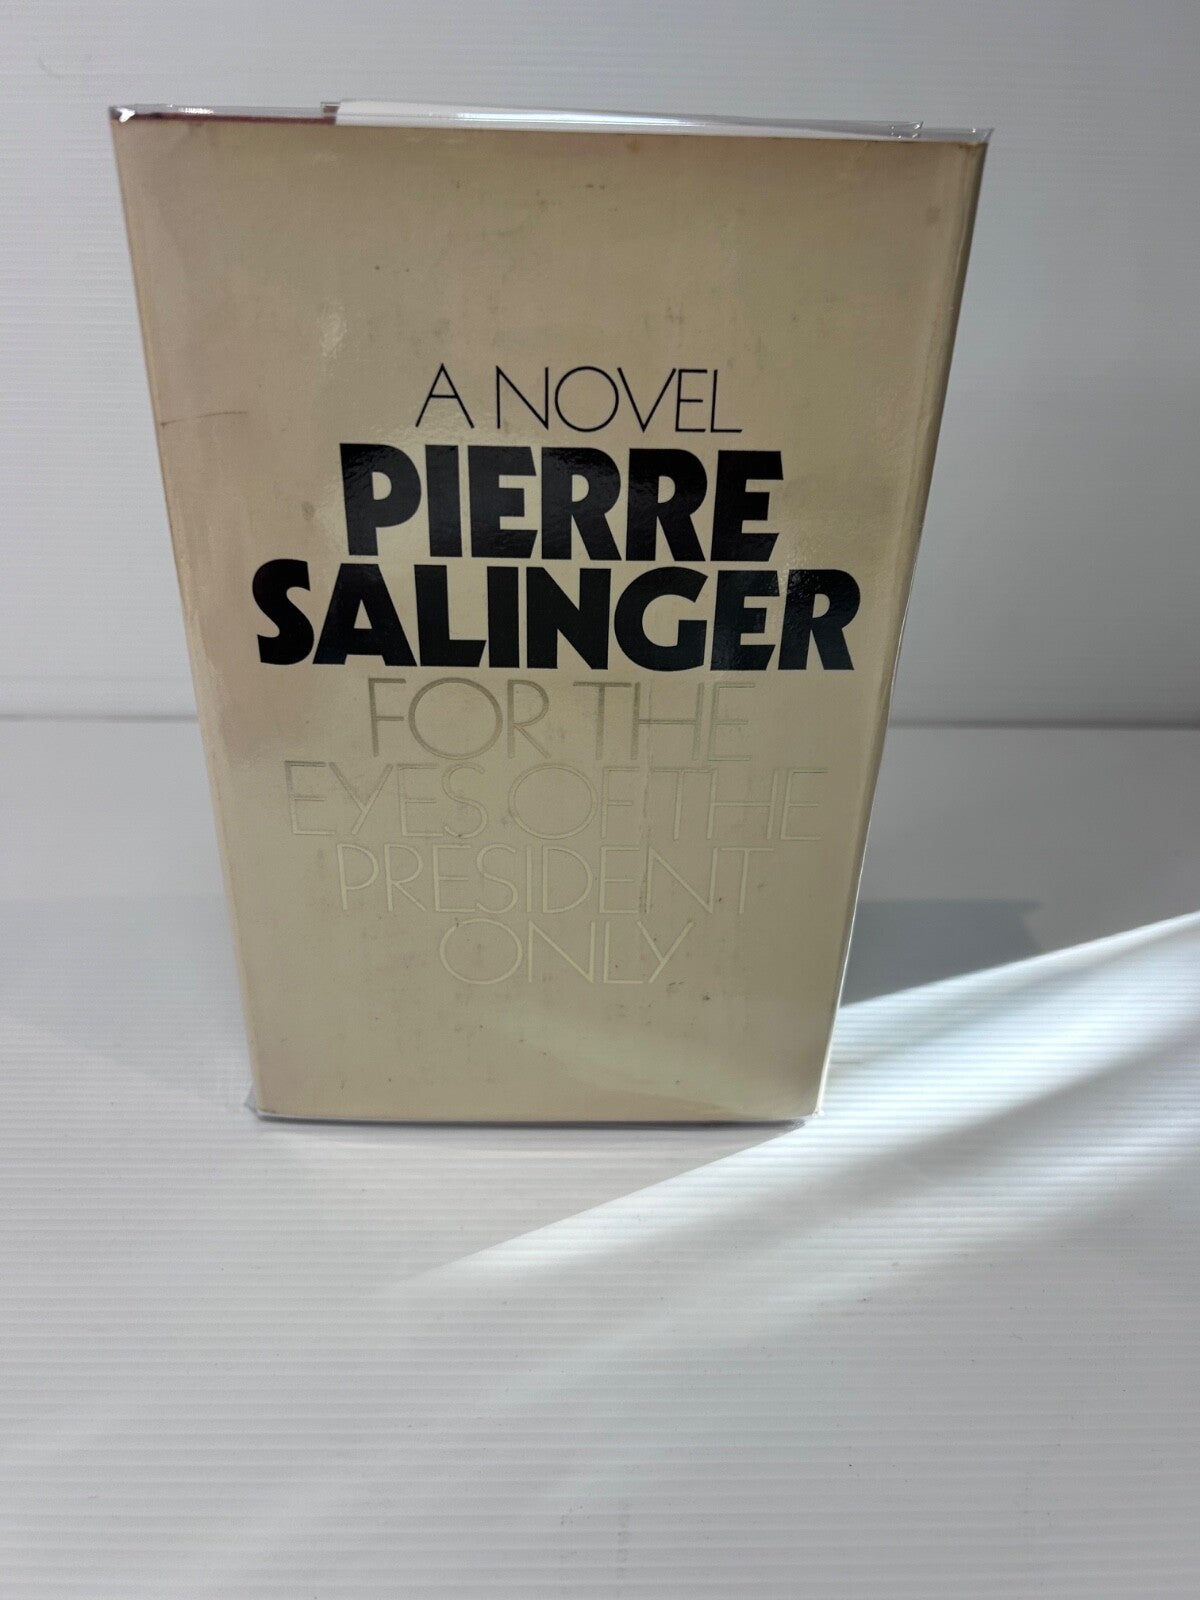 A NOVEL
PIERRE
SALINGER
FOR THE
EYES OF THE
PRESIDENT
ONLY